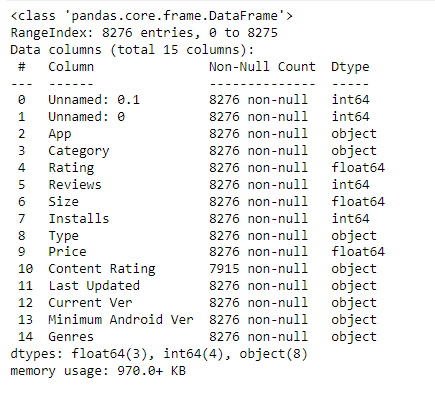 <class 'pandas.core.frame.DataFrame'>
RangeIndex: 8276 entries, 0 to 8275
Data columns (total 15 columns):
 #   Column               Non-Null Count  Dtype
---  ------               --------------  -----
 0   Unnamed: 0.1         8276 non-null   int64
 1   Unnamed: 0           8276 non-null   int64
 2   App                  8276 non-null   object
 3   Category             8276 non-null   object
 4   Rating               8276 non-null   float64
 5   Reviews              8276 non-null   int64
 6   Size                 8276 non-null   float64
 7   Installs             8276 non-null   int64
 8   Type                 8276 non-null   object
 9   Price                8276 non-null   float64
 10  Content Rating       7915 non-null   object
 11  Last Updated         8276 non-null   object
 12  Current Ver          8276 non-null   object
 13  Minimum Android Ver  8276 non-null   object
 14  Genres               8276 non-null   object
dtypes: float64(3), int64(4), object(8)
memory usage: 970.0+ KB